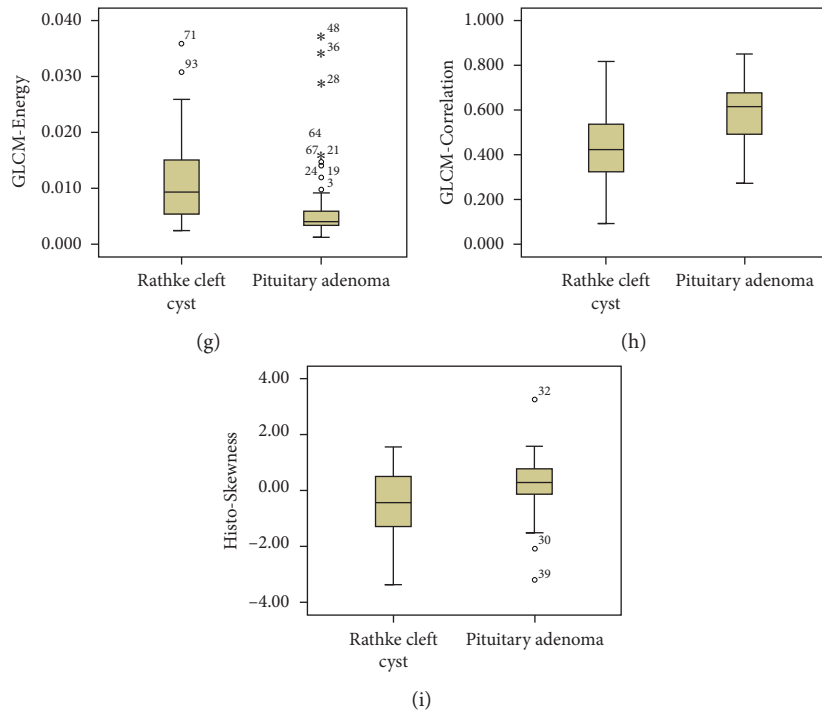 0.040
0.030
0.020
0.010
0.000
GLCM-Energy
71
93
48
36
28
64
67 21
24 19
3
Rathke cleft
cyst
Pituitary adenoma
(g)
1.000
0.800
0.600
0.400
0.200
0.000
GLCM-Correlation
Rathke cleft
cyst
Pituitary adenoma
(h)
4.00
2.00
0.00
−2.00
−4.00
Histo-Skewness
32
30
39
Rathke cleft
cyst
Pituitary adenoma
(i)